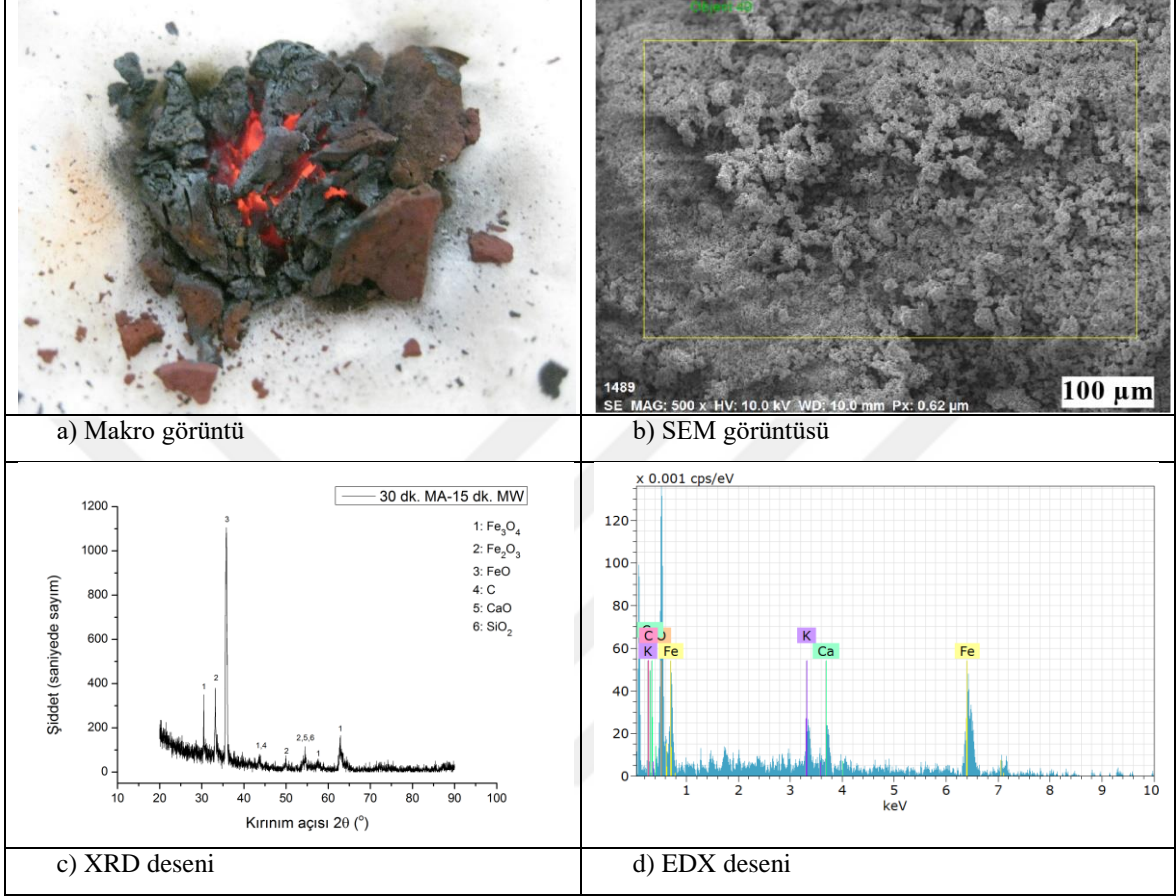 Object 49
1489
SE MAG: 500 x HV: 10.0 kV WD: 10.0 mm Px: 0.62 µm
100 µm
a) Makro görüntü
b) SEM görüntüsü
30 dk. MA-15 dk. MW
1: Fe₃O₄
2: Fe₂O₃
3: FeO
4: C
5: CaO
6: SiO₂
1200
1000
800
600
400
200
0
Şiddet (saniyede sayım)
1
2
3
1,4
2
2,5,6
1
1
10 20 30 40 50 60 70 80 90 100
Kırınım açısı 2θ (°)
x 0.001 cps/eV
120
100
80
60
40
20
0
C O
K Fe
K
Ca
Fe
1 2 3 4 5 6 7 8 9 10
keV
c) XRD deseni
d) EDX deseni